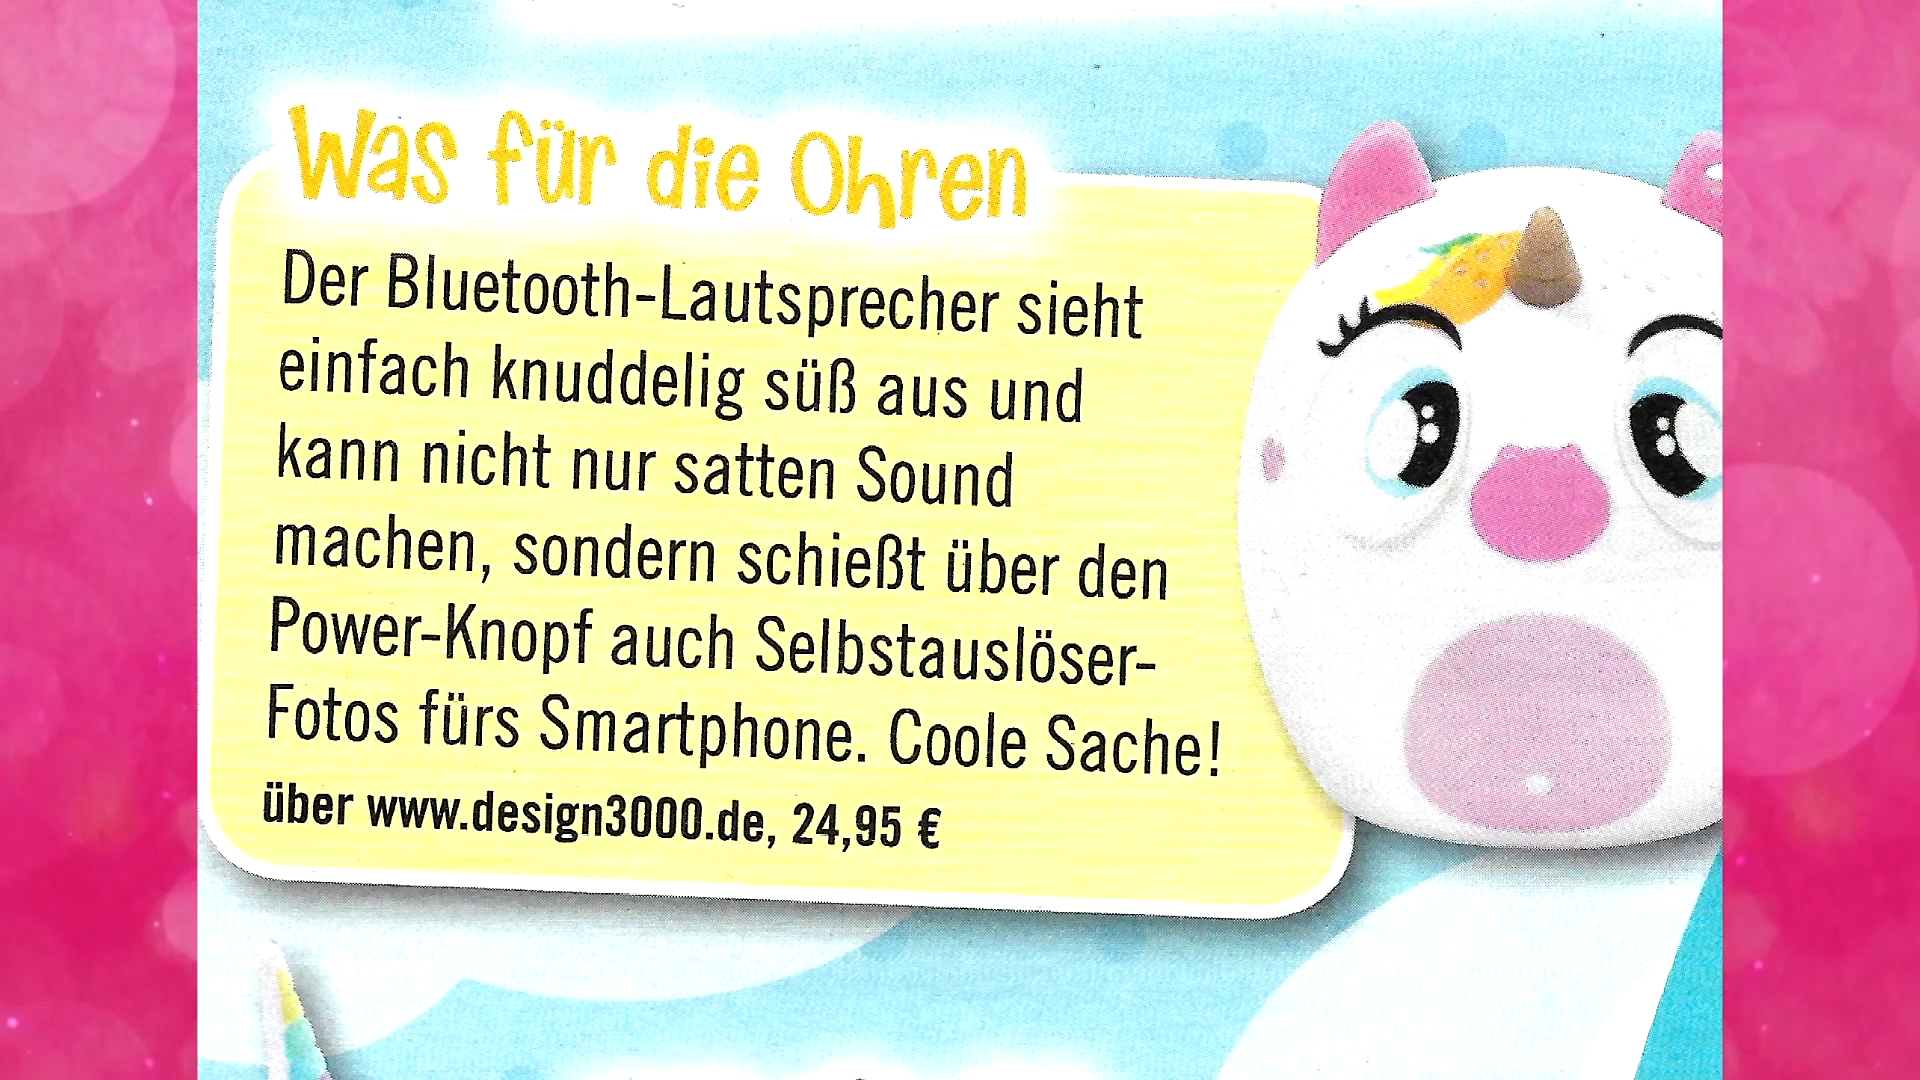 Was für die Ohren
Der Bluetooth-Lautsprecher sieht
einfach knuddelig süß aus und
kann nicht nur satten Sound
machen, sondern schießt über den
Power-Knopf auch Selbstauslöser-
Fotos fürs Smartphone. Coole Sache!
über www.design3000.de, 24,95 €